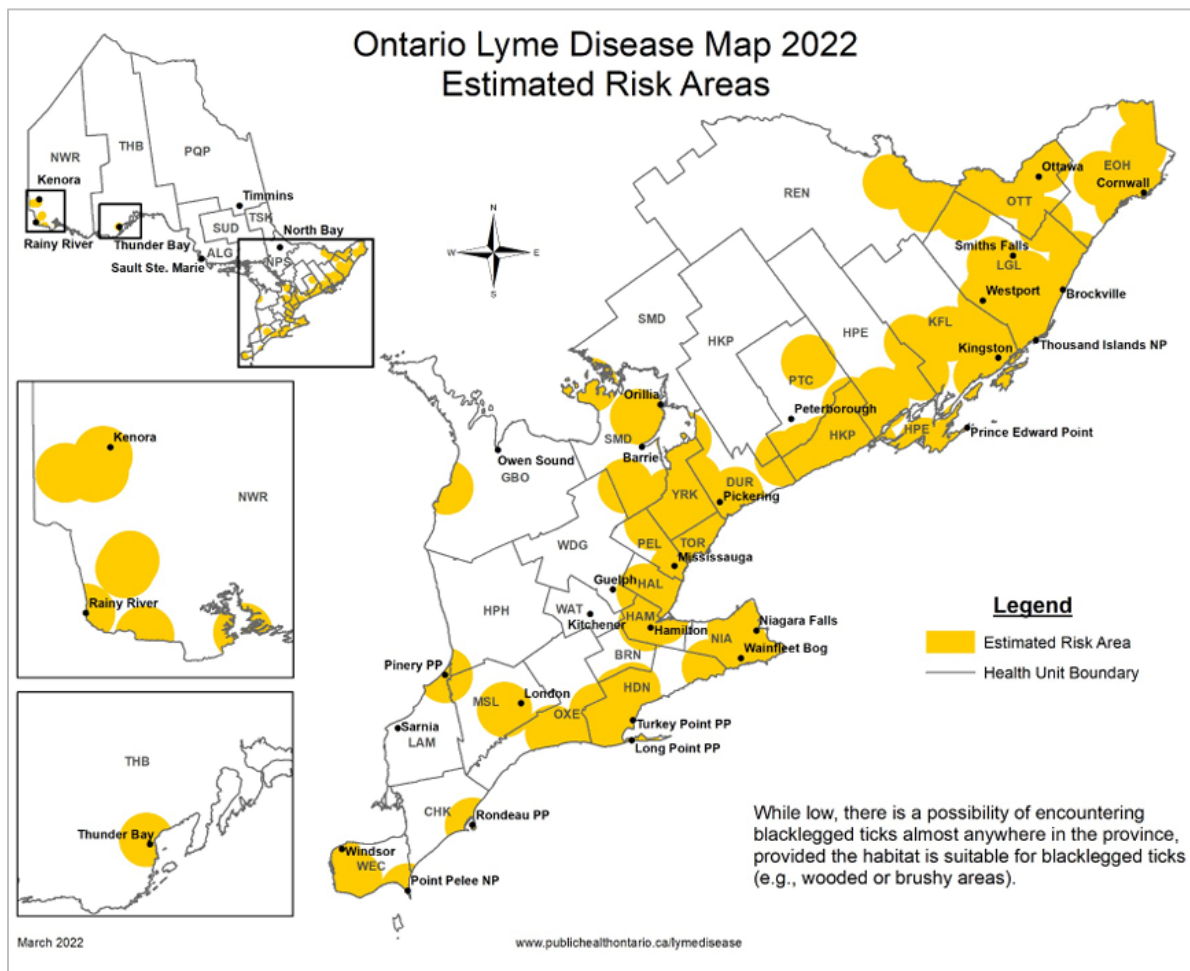 Ontario Lyme Disease Map 2022
Estimated Risk Areas
NWR
THB
PQP
Kenora
Timmins
TSK
SUD
North Bay
Rainy River
Thunder Bay
ALG
NPS
Sault Ste. Marie
N
W
E
S
REN
Ottawa
EOH
Cornwall
OTT
Smiths Falls
LGL
Westport
Brockville
SMD
HKP
HPE
KFL
Kingston
Thousand Islands NP
PTC
Orillia
Peterborough
HKP
HPE
Prince Edward Point
SMD
Barrie
Owen Sound
GBO
YRK
DUR
Pickering
WDG
PEL
TOR
Mississauga
Guelph
HAL
HPH
WAT
Kitchener
HAM
Hamilton
Niagara Falls
NIA
Wainfleet Bog
BRN
Pinery PP
MSL
London
HDN
OXE
Turkey Point PP
Sarnia
LAM
Long Point PP
CHK
Rondeau PP
Windsor
WEC
Point Pelee NP
Kenora
NWR
Rainy River
THB
Thunder Bay
Legend
Estimated Risk Area
Health Unit Boundary
While low, there is a possibility of encountering
blacklegged ticks almost anywhere in the province,
provided the habitat is suitable for blacklegged ticks
(e.g., wooded or brushy areas).
March 2022
www.publichealthontario.ca/lymedisease